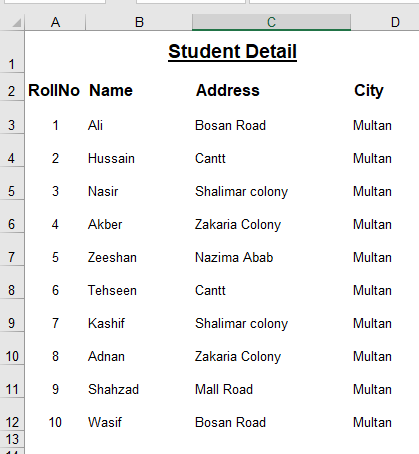 A B C D
1 Student Detail
2 RollNo Name Address City
3 1 Ali Bosan Road Multan
4 2 Hussain Cantt Multan
5 3 Nasir Shalimar colony Multan
6 4 Akber Zakaria Colony Multan
7 5 Zeeshan Nazima Abab Multan
8 6 Tehseen Cantt Multan
9 7 Kashif Shalimar colony Multan
10 8 Adnan Zakaria Colony Multan
11 9 Shahzad Mall Road Multan
12 10 Wasif Bosan Road Multan
13